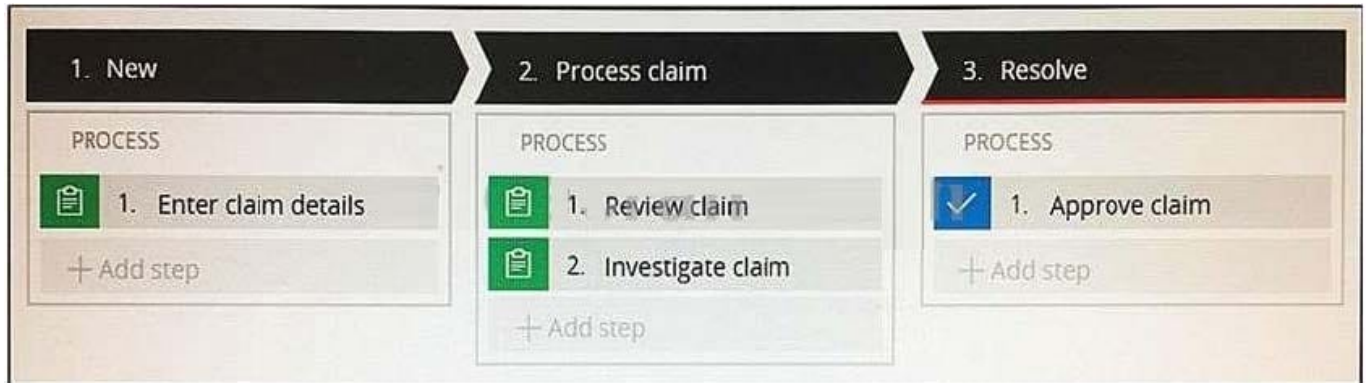 1. New
2. Process claim
3. Resolve
PROCESS
1. Enter claim details
+ Add step
PROCESS
1. Review claim
2. Investigate claim
+ Add step
PROCESS
1. Approve claim
+ Add step